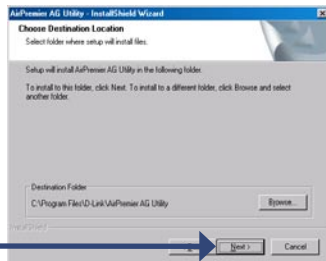 AirPremier AG Utility - InstallShield Wizard
Choose Destination Location
Select folder where setup will install files.
Setup will install AirPremier AG Utility in the following folder.
To install to this folder, click Next. To install to a different folder, click Browse and select
another folder.
Destination Folder
C:\Program Files\D-Link\AirPremier AG Utility
Browse...
InstallShield
Next >
Cancel